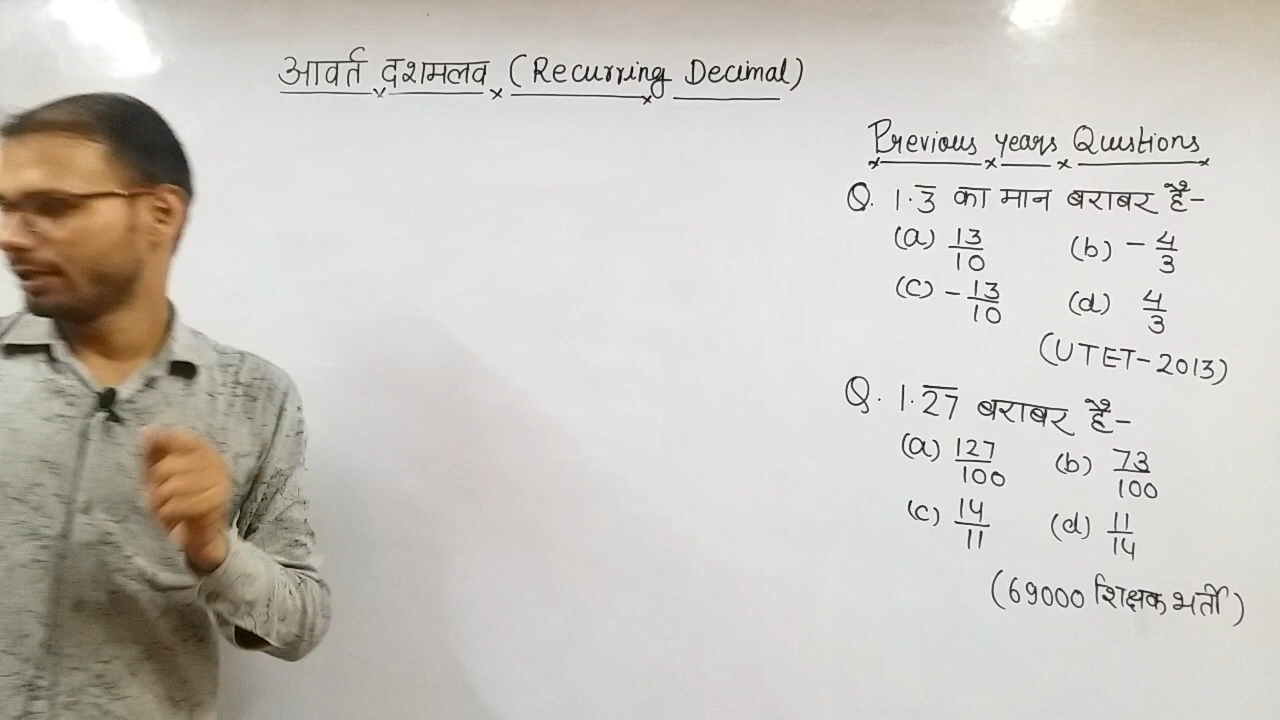 आवर्त दशमलव (Recurring Decimal)
Previous years Questions
Q. 1.3̅ का मान बराबर है-
(a) 13/10 (b) - 4/3
(c) - 13/10 (d) 4/3
(UTET-2013)
Q. 1.2̅7̅ बराबर है-
(a) 127/100 (b) 73/100
(c) 14/11 (d) 11/14
(69000 शिक्षक भर्ती)